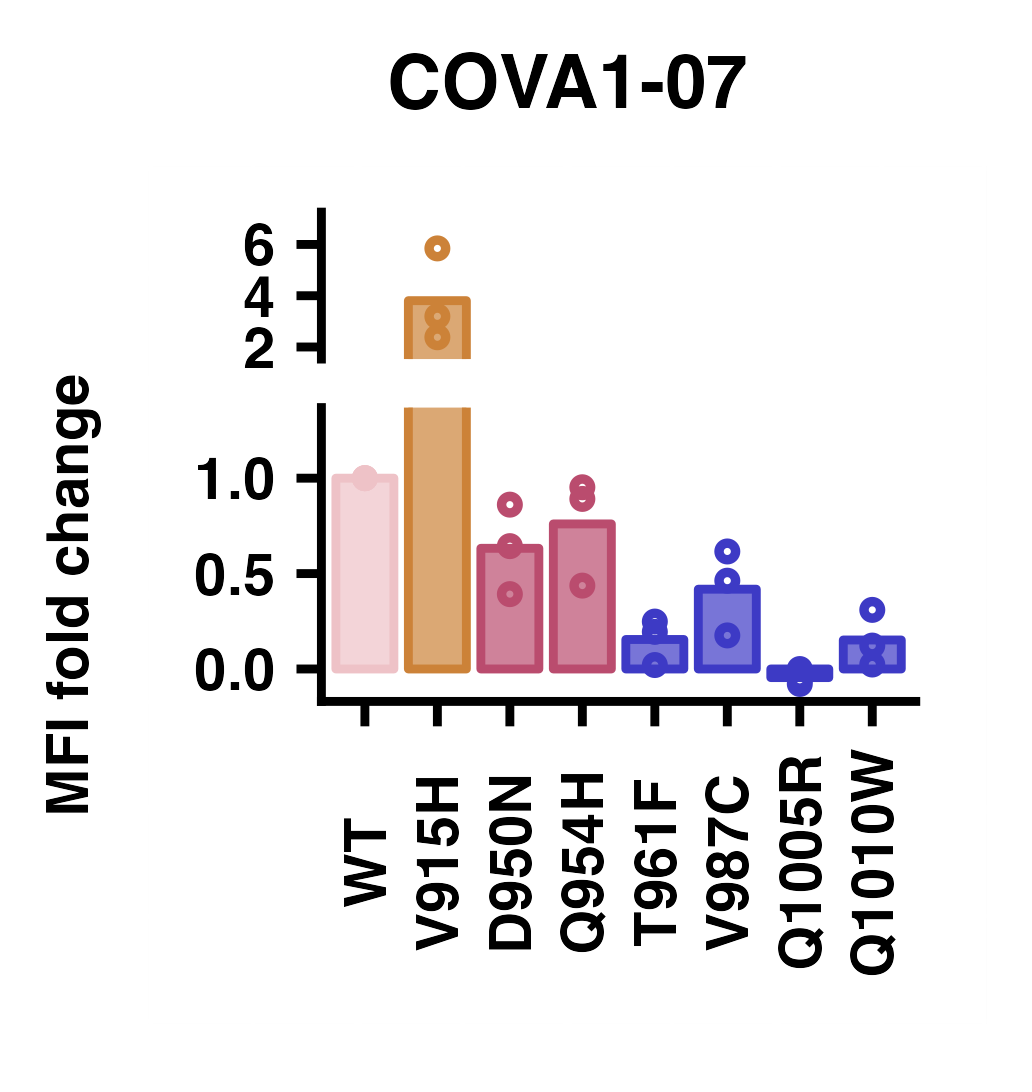 COVA1-07
MFI fold change
6
4
2
1.0
0.5
0.0
WT
V915H
D950N
Q954H
T961F
V987C
Q1005R
Q1010W